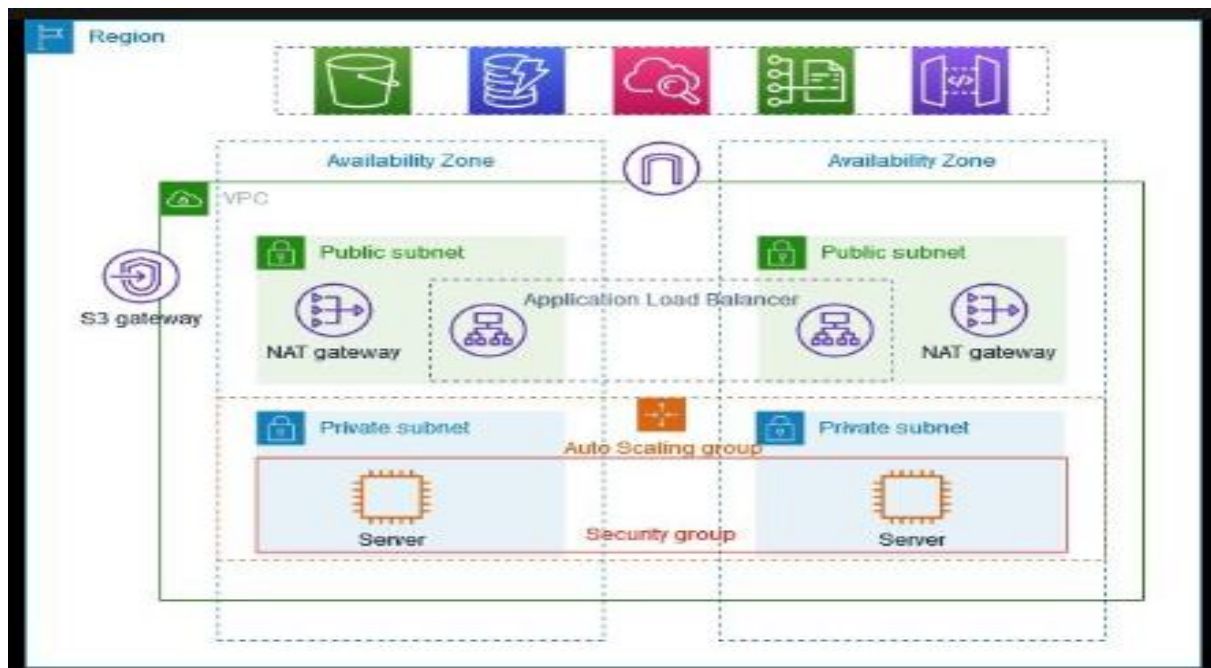 Region
Availability Zone
Availability Zone
VPC
Public subnet
Public subnet
Application Load Balancer
S3 gateway
NAT gateway
NAT gateway
Private subnet
Private subnet
Auto Scaling group
Server
Security group
Server